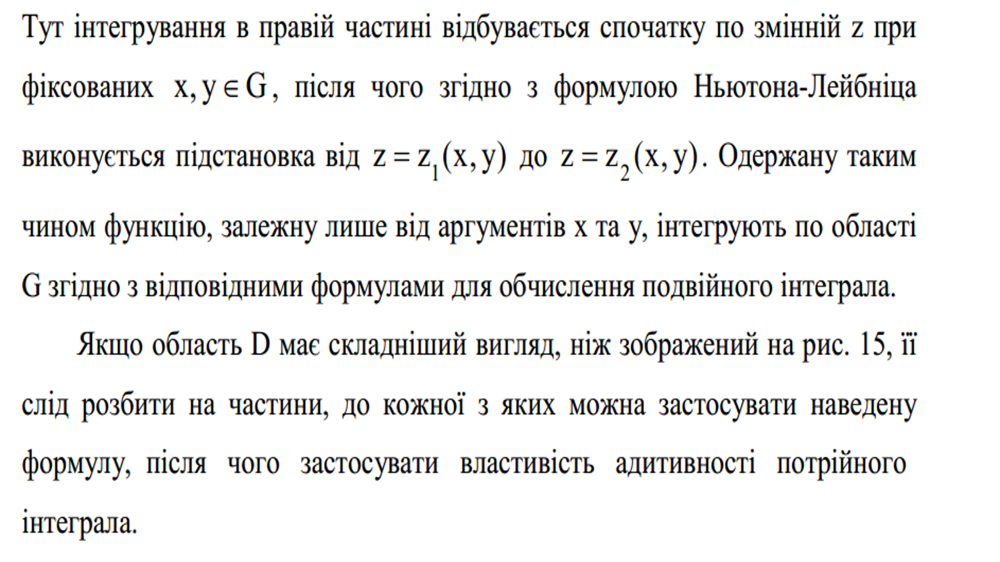 Тут інтегрування в правій частині відбувається спочатку по змінній z при
фіксованих x, y ∈ G, після чого згідно з формулою Ньютона-Лейбніца
виконується підстановка від z = z₁(x, y) до z = z₂(x, y). Одержану таким
чином функцію, залежну лише від аргументів x та y, інтегрують по області
G згідно з відповідними формулами для обчислення подвійного інтеграла.
Якщо область D має складніший вигляд, ніж зображений на рис. 15, її
слід розбити на частини, до кожної з яких можна застосувати наведену
формулу, після чого застосувати властивість адитивності потрійного
інтеграла.